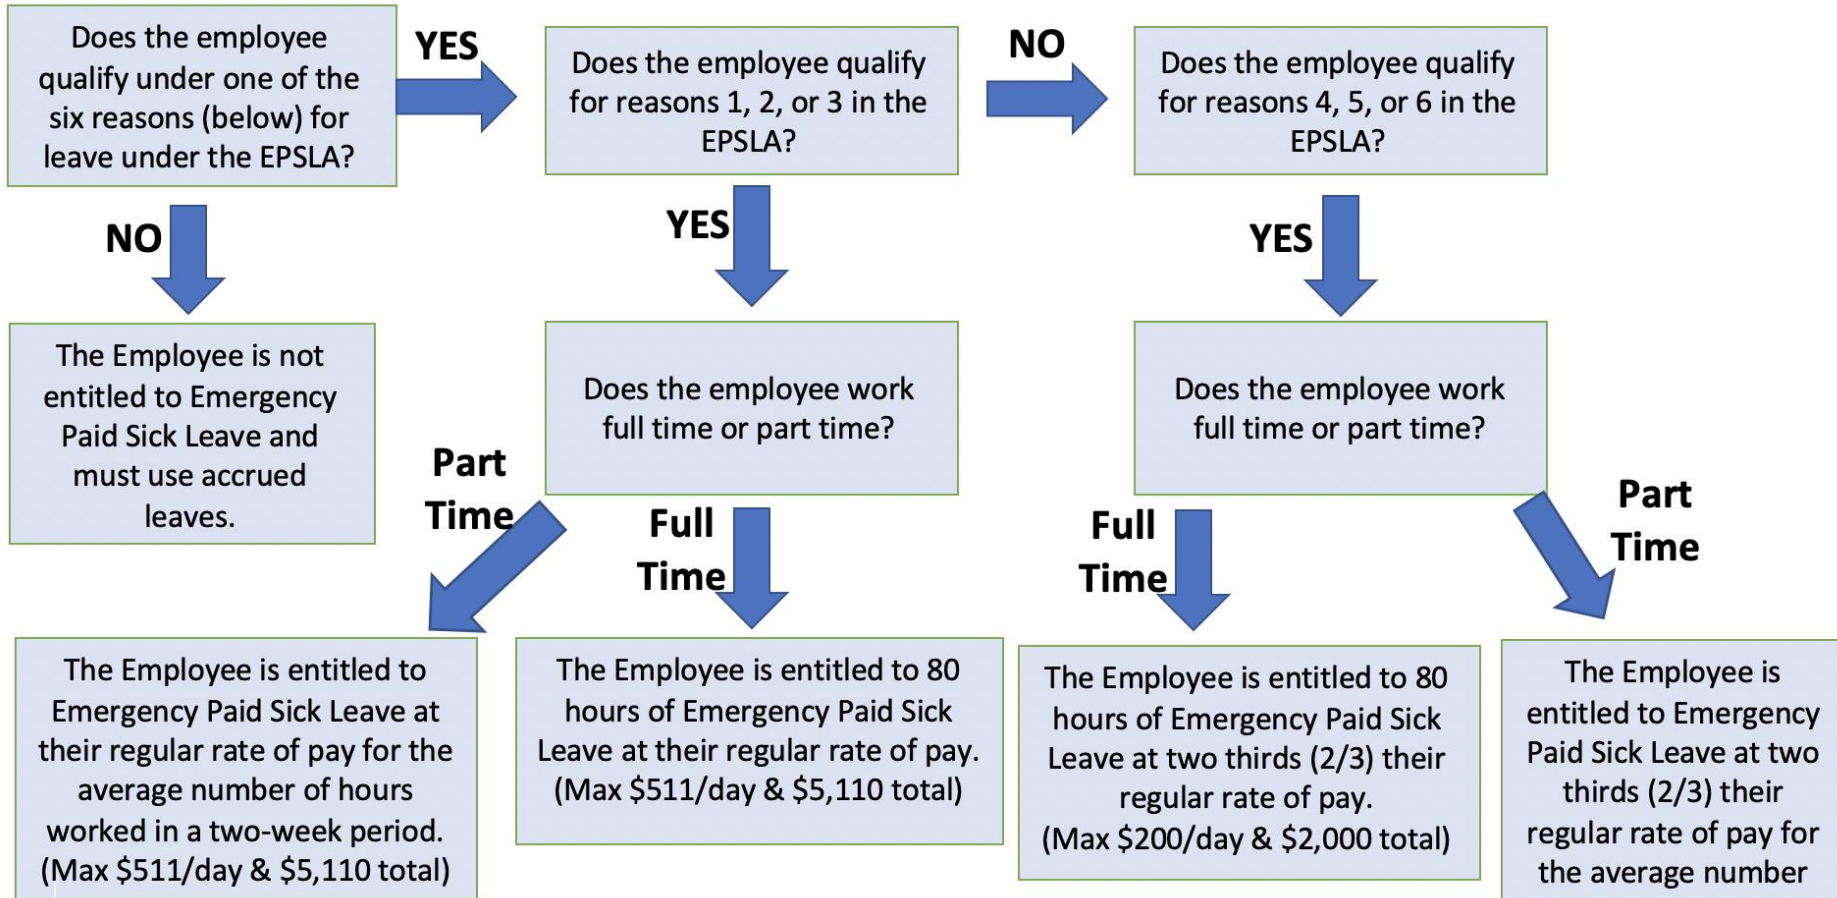 Does the employee
qualify under one of the
six reasons (below) for
leave under the EPSLA?
YES
Does the employee qualify
for reasons 1, 2, or 3 in the
EPSLA?
NO
Does the employee qualify
for reasons 4, 5, or 6 in the
EPSLA?
NO
YES
YES
The Employee is not
entitled to Emergency
Paid Sick Leave and
must use accrued
leaves.
Does the employee work
full time or part time?
Does the employee work
full time or part time?
Part
Time
Full
Time
Full
Time
Part
Time
The Employee is entitled to
Emergency Paid Sick Leave at
their regular rate of pay for the
average number of hours
worked in a two-week period.
(Max $511/day & $5,110 total)
The Employee is entitled to 80
hours of Emergency Paid Sick
Leave at their regular rate of pay.
(Max $511/day & $5,110 total)
The Employee is entitled to 80
hours of Emergency Paid Sick
Leave at two thirds (2/3) their
regular rate of pay.
(Max $200/day & $2,000 total)
The Employee is
entitled to Emergency
Paid Sick Leave at two
thirds (2/3) their
regular rate of pay for
the average number